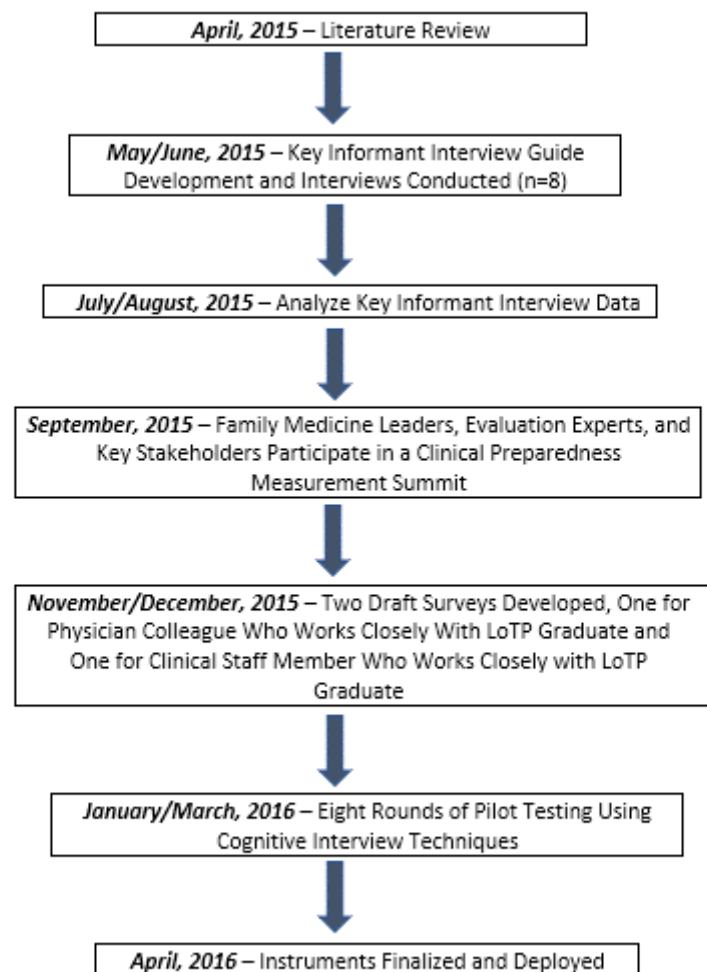 April, 2015 – Literature Review
May/June, 2015 – Key Informant Interview Guide
Development and Interviews Conducted (n=8)
July/August, 2015 – Analyze Key Informant Interview Data
September, 2015 – Family Medicine Leaders, Evaluation Experts, and
Key Stakeholders Participate in a Clinical Preparedness
Measurement Summit
November/December, 2015 – Two Draft Surveys Developed, One for
Physician Colleague Who Works Closely With LoTP Graduate and
One for Clinical Staff Member Who Works Closely with LoTP
Graduate
January/March, 2016 – Eight Rounds of Pilot Testing Using
Cognitive Interview Techniques
April, 2016 – Instruments Finalized and Deployed